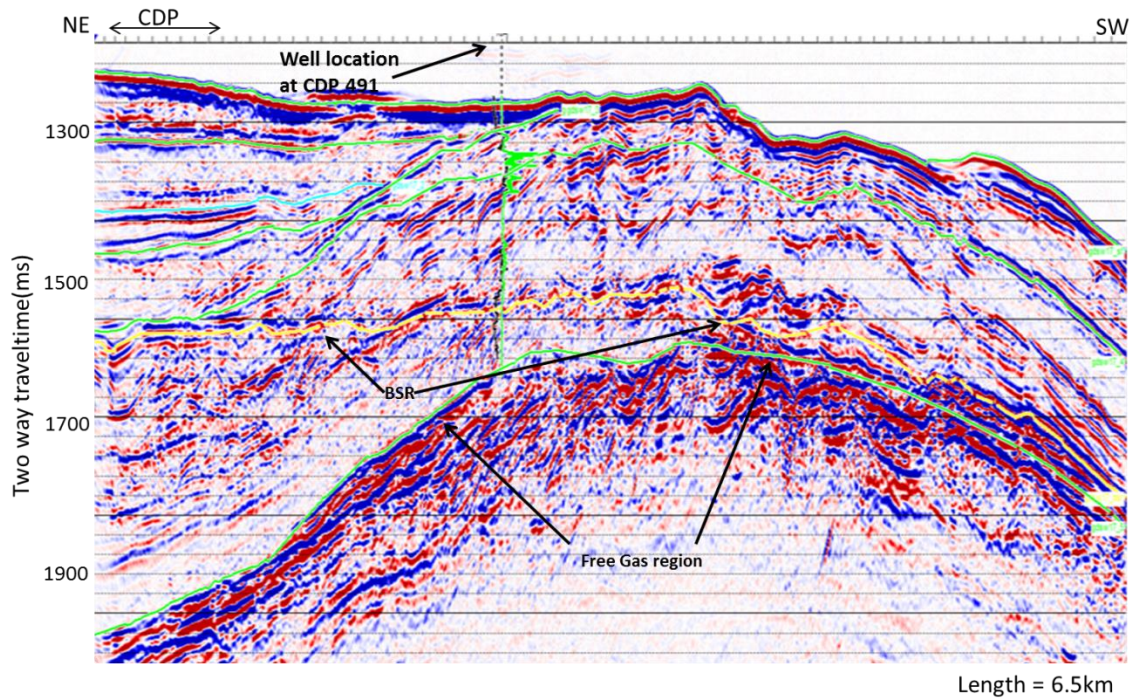 NE
CDP
SW
Well location
at CDP 491
1300
1500
1700
1900
Two way traveltime(ms)
BSR
Free Gas region
Length = 6.5km